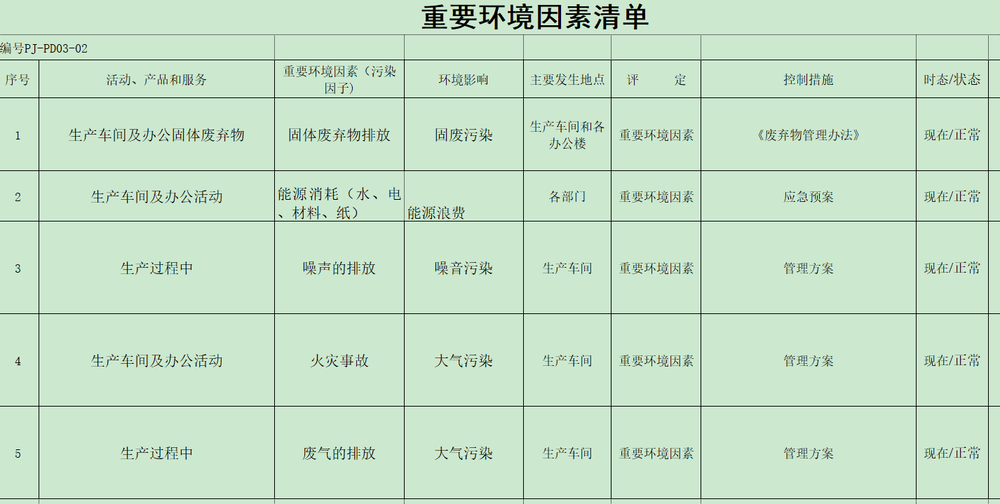 重要环境因素清单
编号PJ-PD03-02
序号 活动、产品和服务 重要环境因素（污染因子) 环境影响 主要发生地点 评 定 控制措施 时态/状态
1 生产车间及办公固体废弃物 固体废弃物排放 固废污染 生产车间和各办公楼 重要环境因素 《废弃物管理办法》 现在/正常
2 生产车间及办公活动 能源消耗（水、电、材料、纸） 能源浪费 各部门 重要环境因素 应急预案 现在/正常
3 生产过程中 噪声的排放 噪音污染 生产车间 重要环境因素 管理方案 现在/正常
4 生产车间及办公活动 火灾事故 大气污染 生产车间 重要环境因素 管理方案 现在/正常
5 生产过程中 废气的排放 大气污染 生产车间 重要环境因素 管理方案 现在/正常